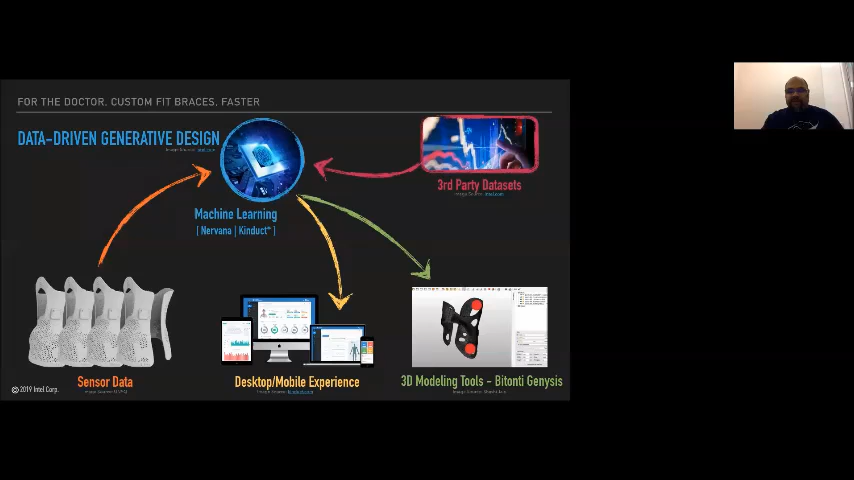 FOR THE DOCTOR. CUSTOM FIT BRACES, FASTER
DATA-DRIVEN GENERATIVE DESIGN
3rd Party Datasets
Machine Learning
[ Nervana | Kinduct* ]
Sensor Data
Desktop/Mobile Experience
3D Modeling Tools - Bitonti Genysis
© 2019 Intel Corp.